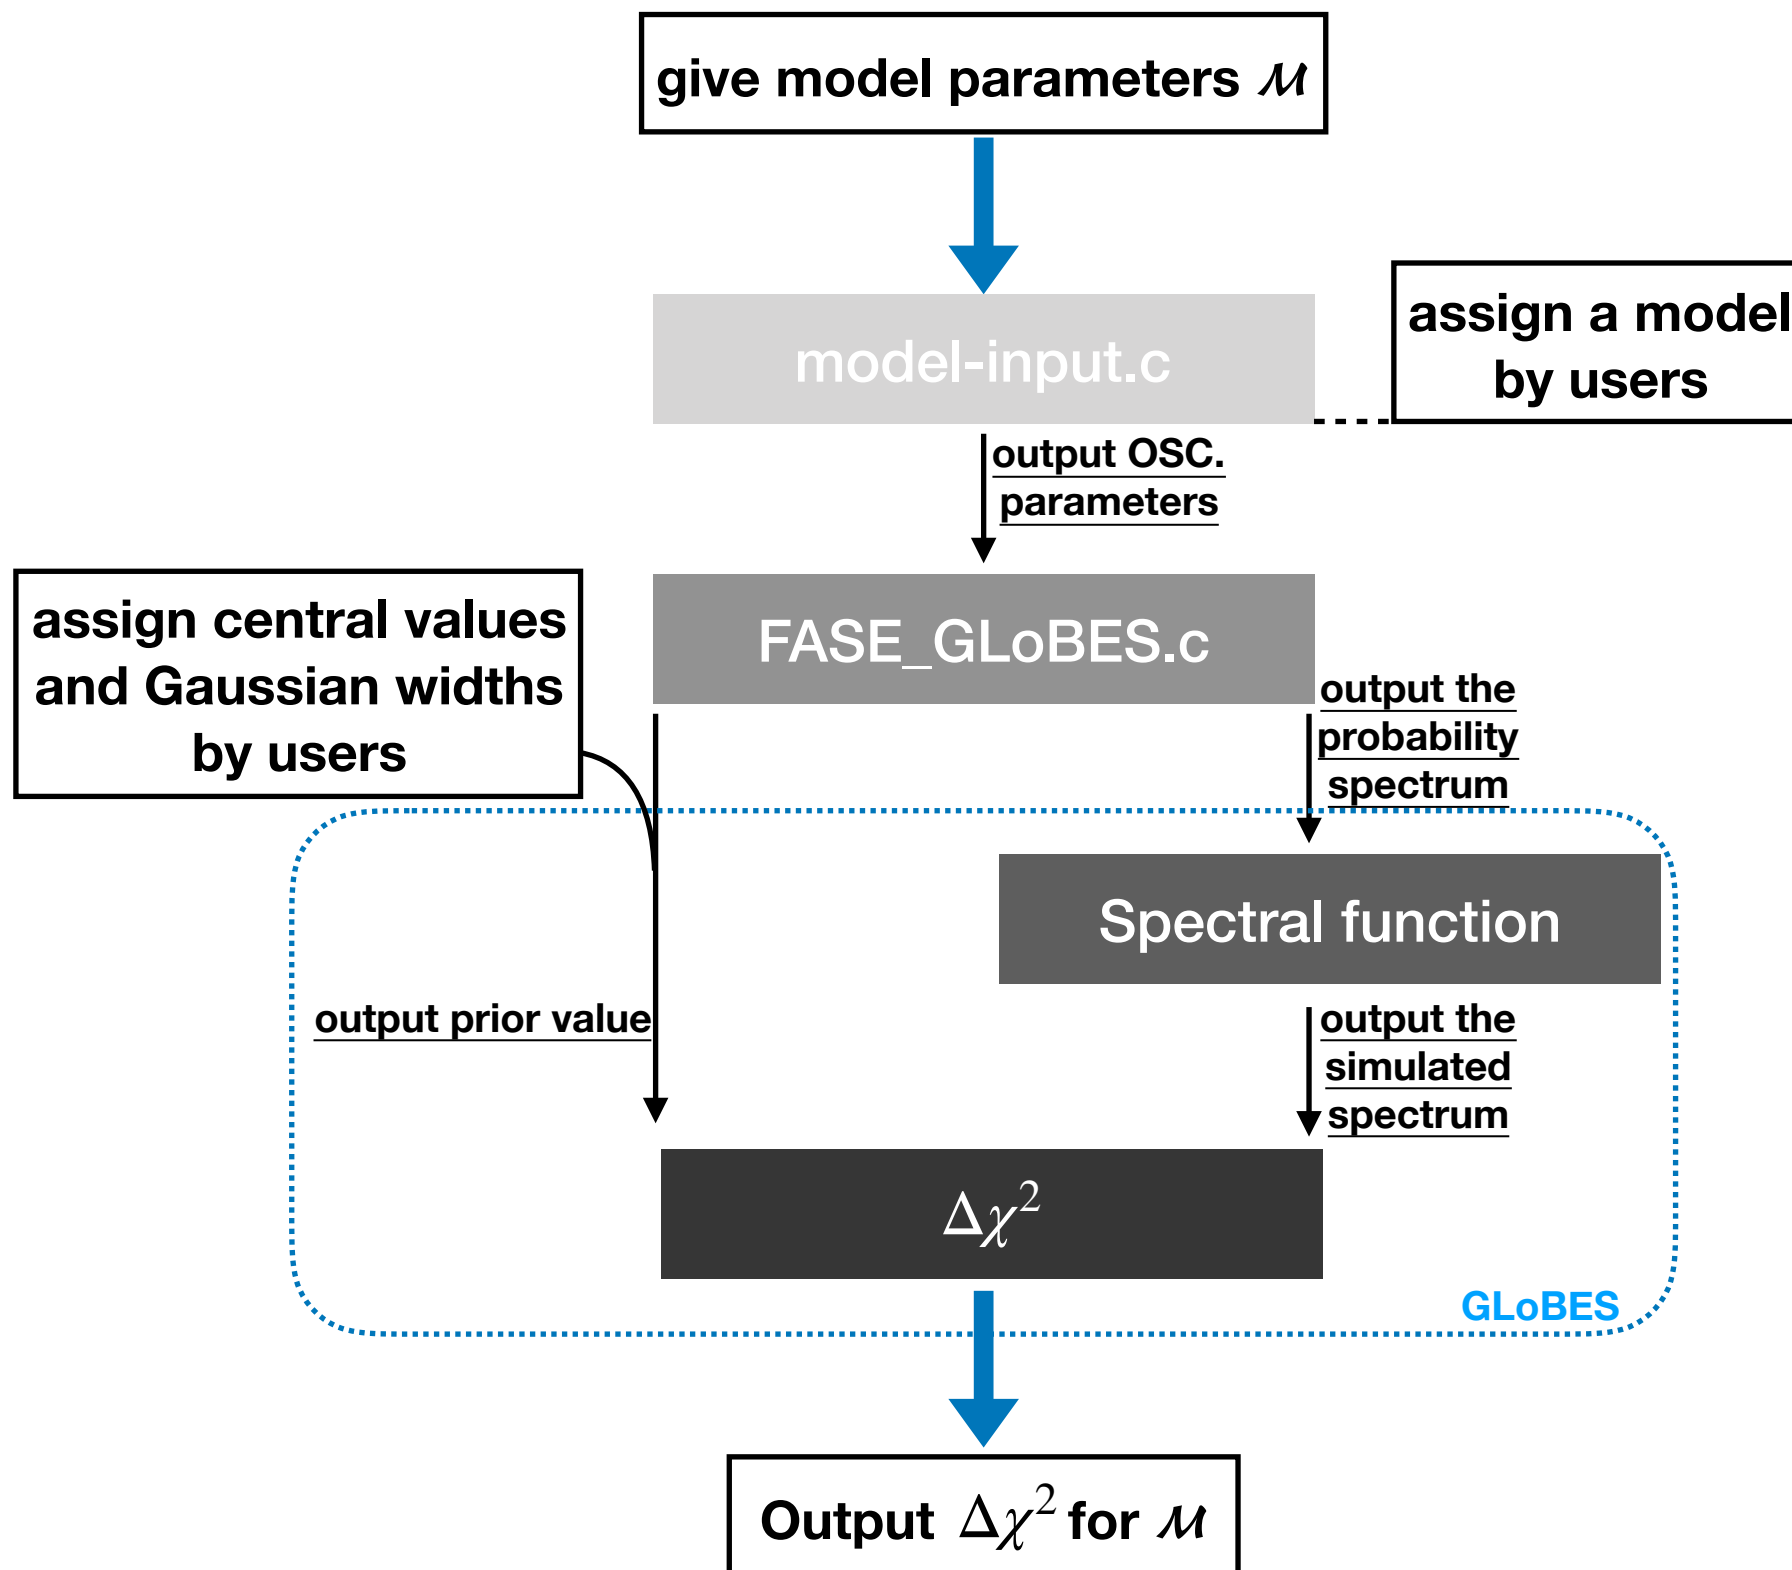 give model parameters ℳ
model-input.c
assign a model
by users
output OSC.
parameters
assign central values
and Gaussian widths
by users
FASE_GLoBES.c
output the
probability
spectrum
Spectral function
output prior value
output the
simulated
spectrum
Δχ²
GLoBES
Output Δχ² for ℳ